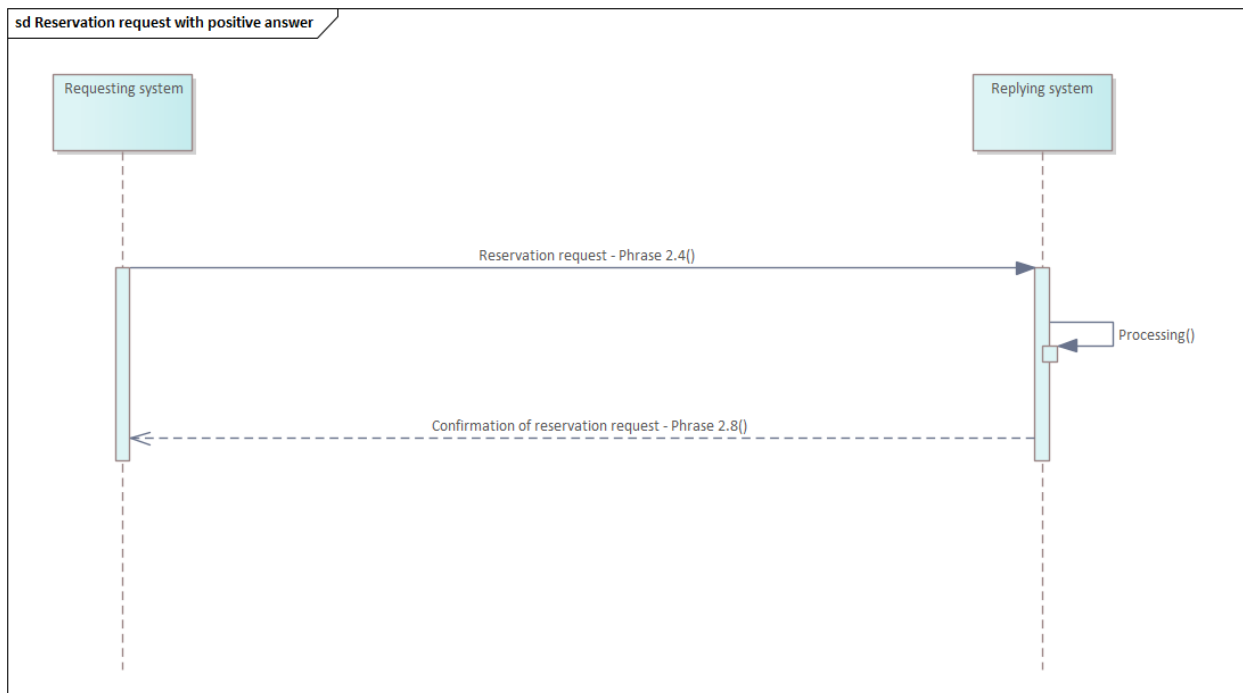 sd Reservation request with positive answer
Requesting system
Replying system
Reservation request - Phrase 2.4()
Processing()
Confirmation of reservation request - Phrase 2.8()